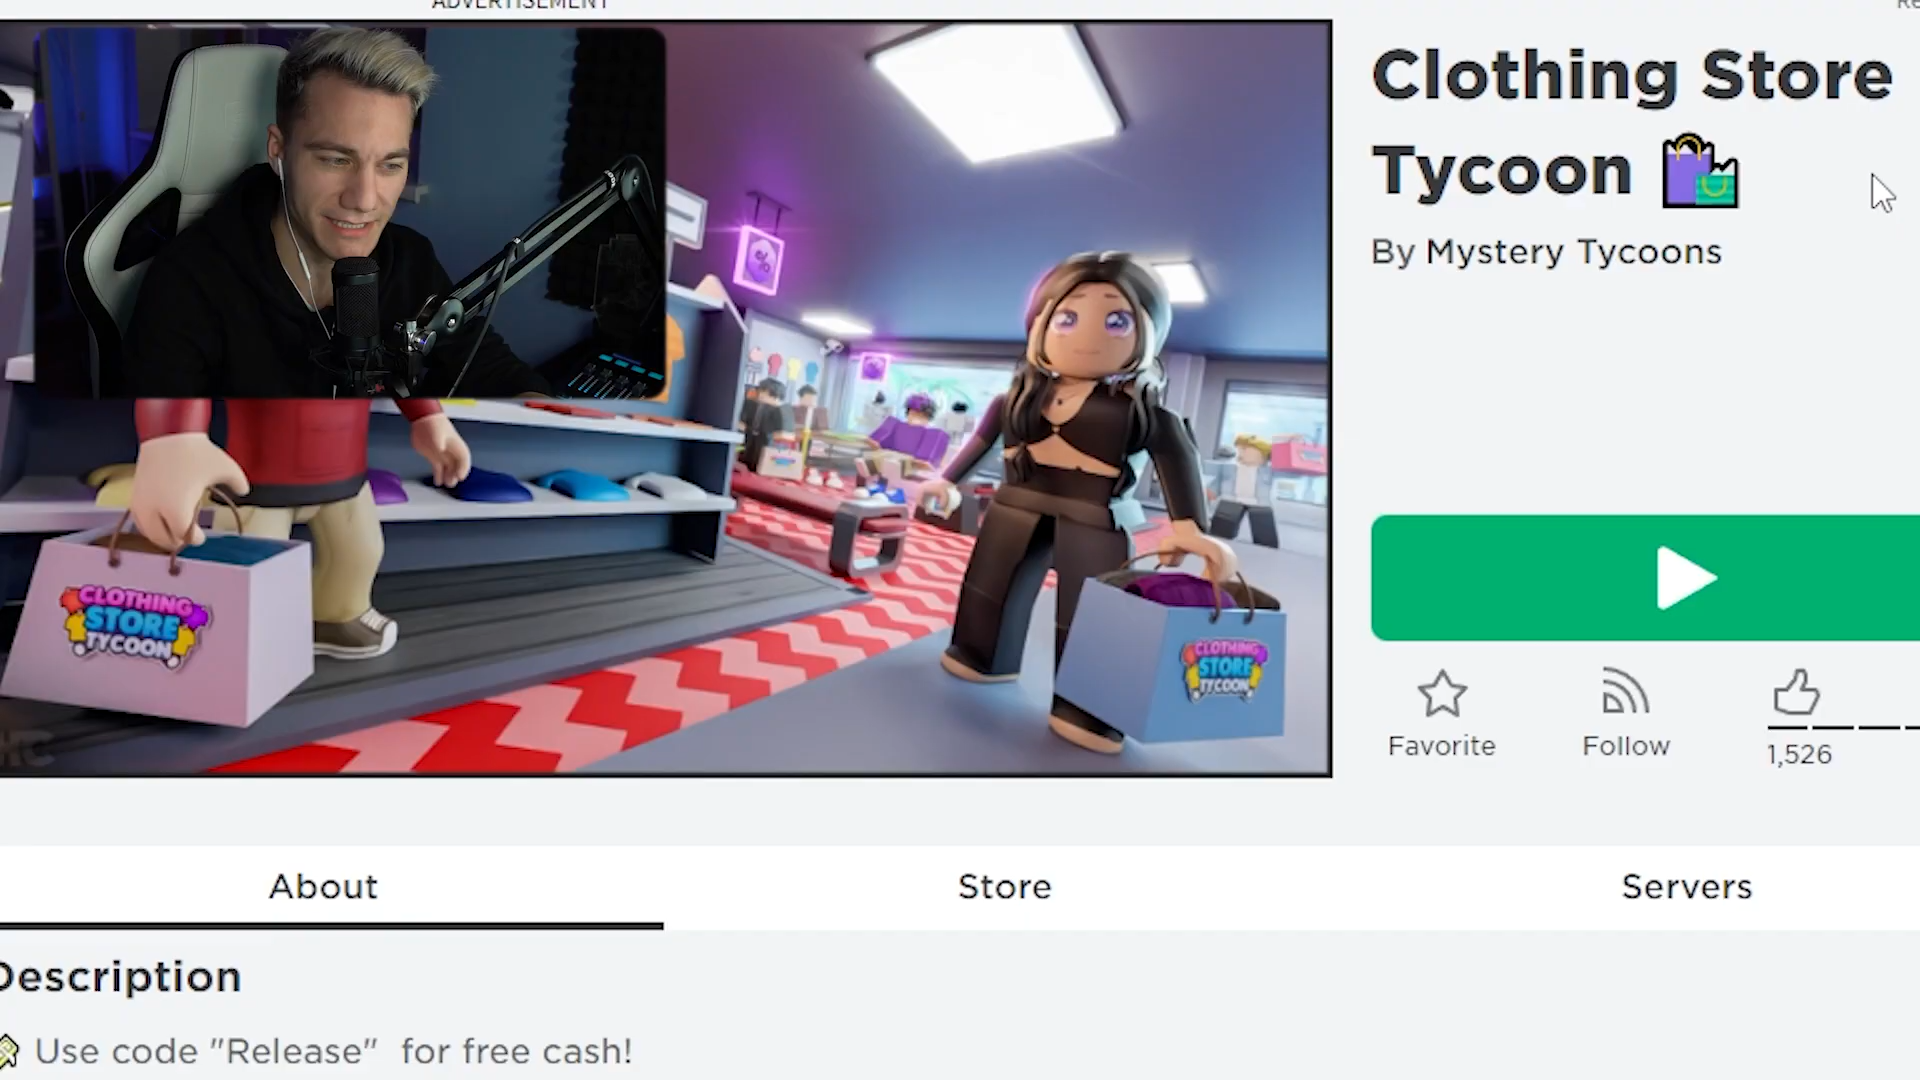 ADVERTISEMENT
Clothing Store
Tycoon
By Mystery Tycoons
CLOTHING
STORE
TYCOON
CLOTHING
STORE
TYCOON
Favorite
Follow
1,526
About
Store
Servers
Description
Use code "Release" for free cash!